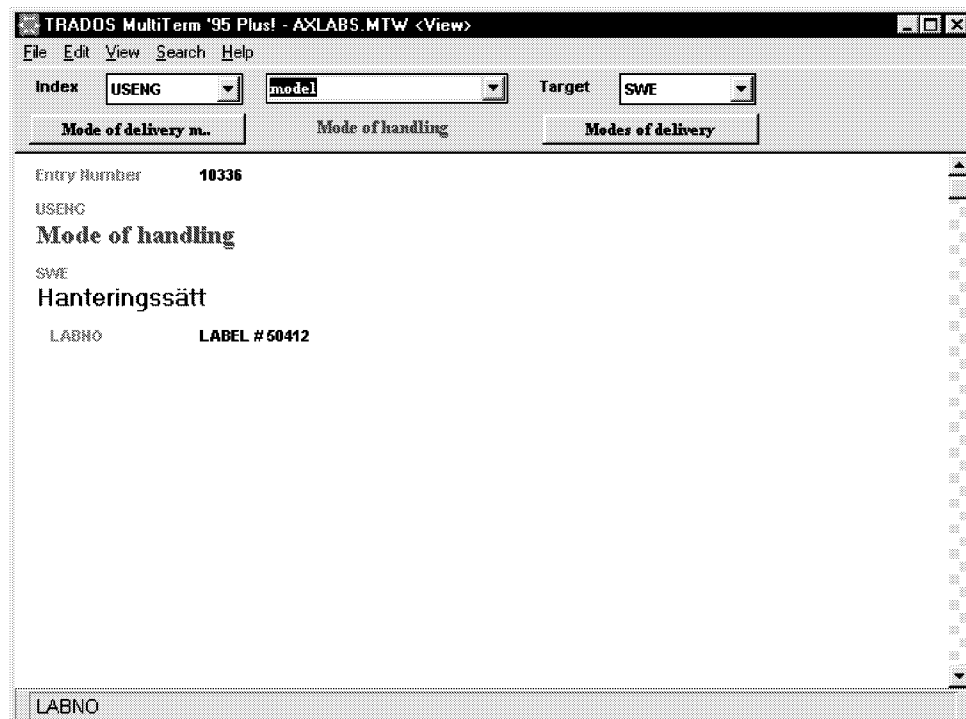 TRADOS MultiTerm '95 Plus! - AXLABS.MTW <View>
File Edit View Search Help
Index USENG model Target SWE
Mode of delivery m.. Mode of handling Modes of delivery
Entry Number 10336
USENG
Mode of handling
SWE
Hanteringssätt
LABNO LABEL # 50412
LABNO